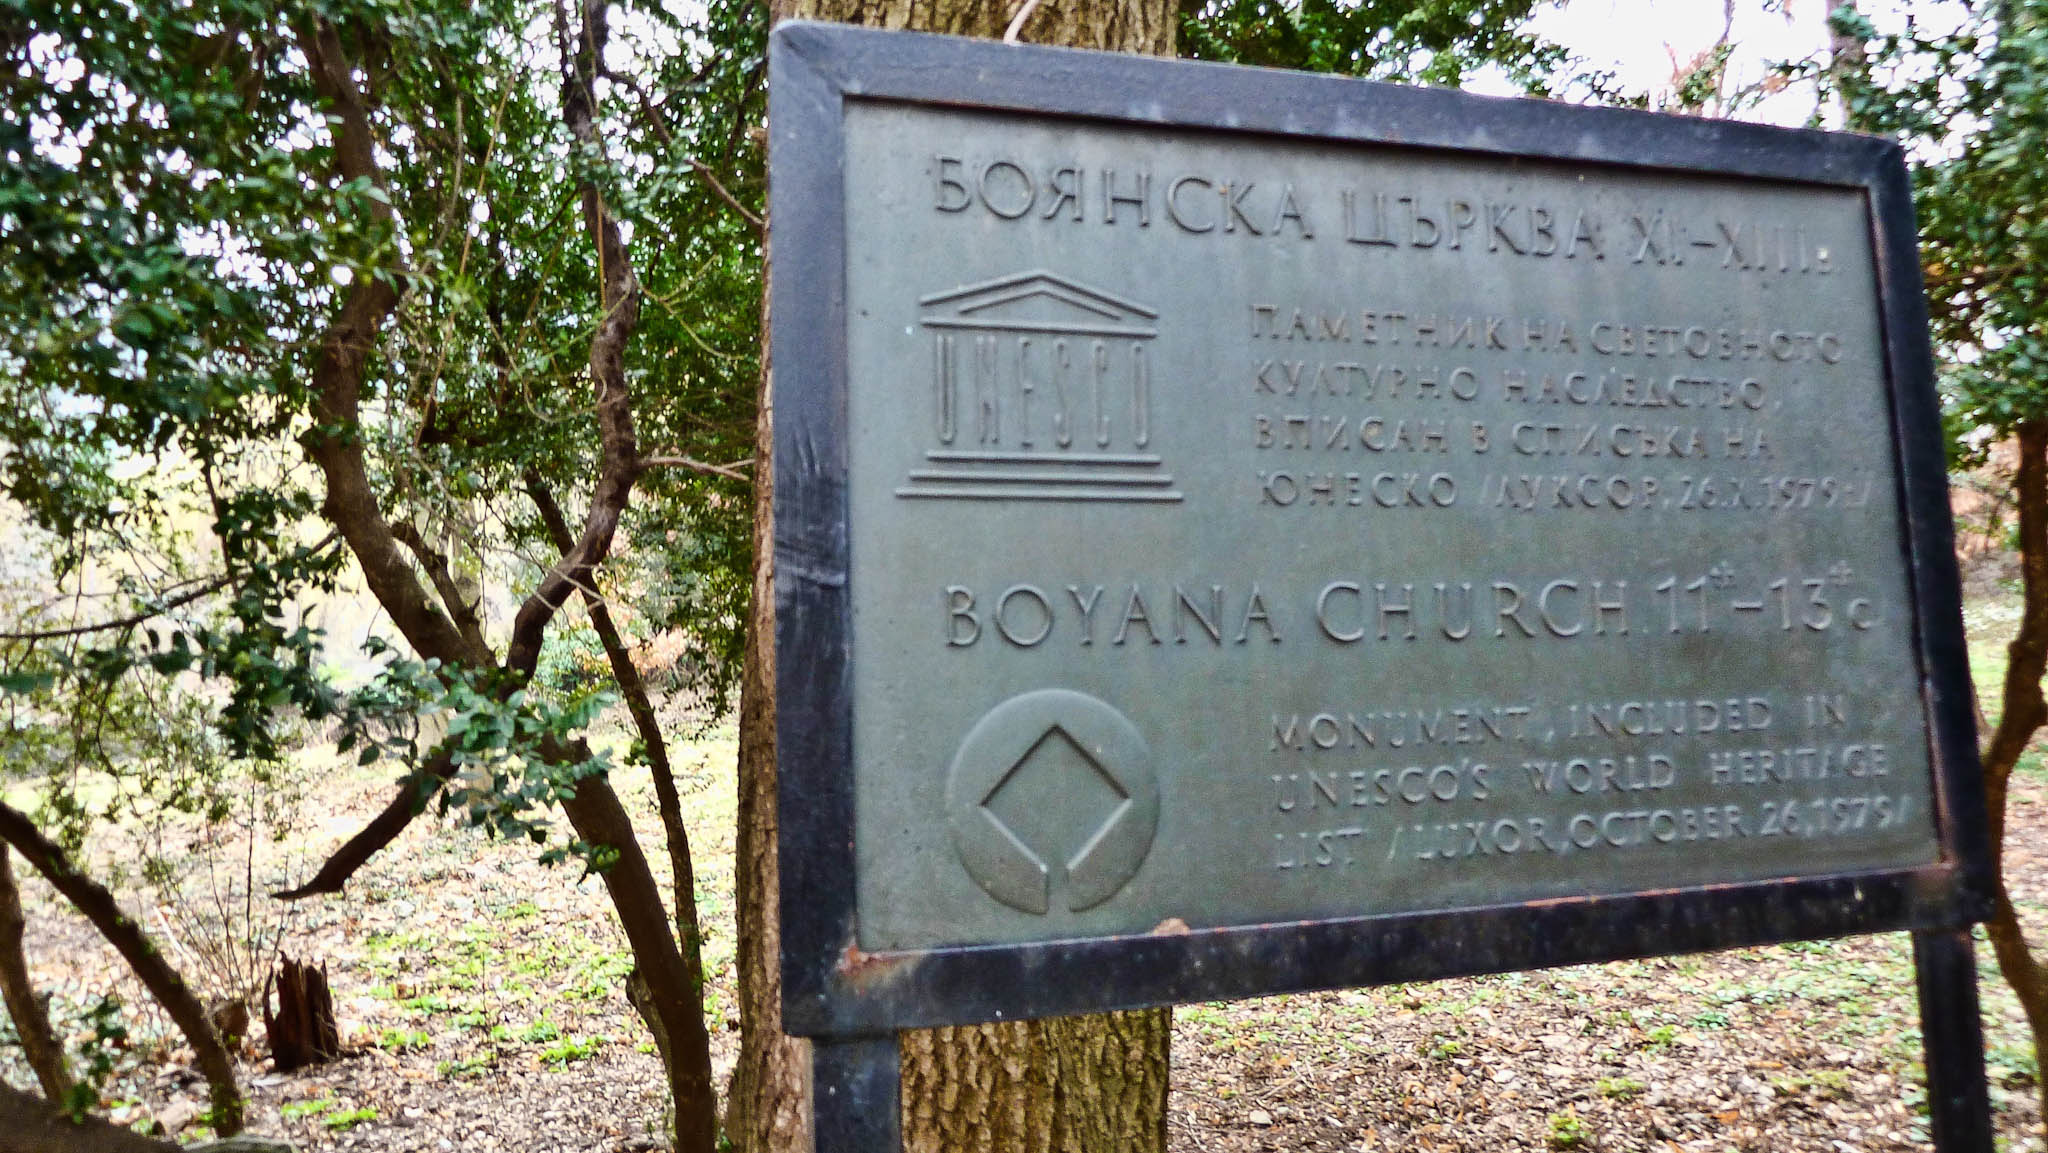 БОЯНСКА ЦЪРКВА XI-XIII в.
UNESCO
ПАМЕТНИК НА СВЕТОВНОТО
КУЛТУРНО НАСЛЕДСТВО,
ВПИСАН В СПИСЪКА НА
ЮНЕСКО /ЛУКСОР, 26.X.1979г./
BOYANA CHURCH 11th-13th c
MONUMENT, INCLUDED IN
UNESCO'S WORLD HERITAGE
LIST /LUXOR, OCTOBER 26, 1979/